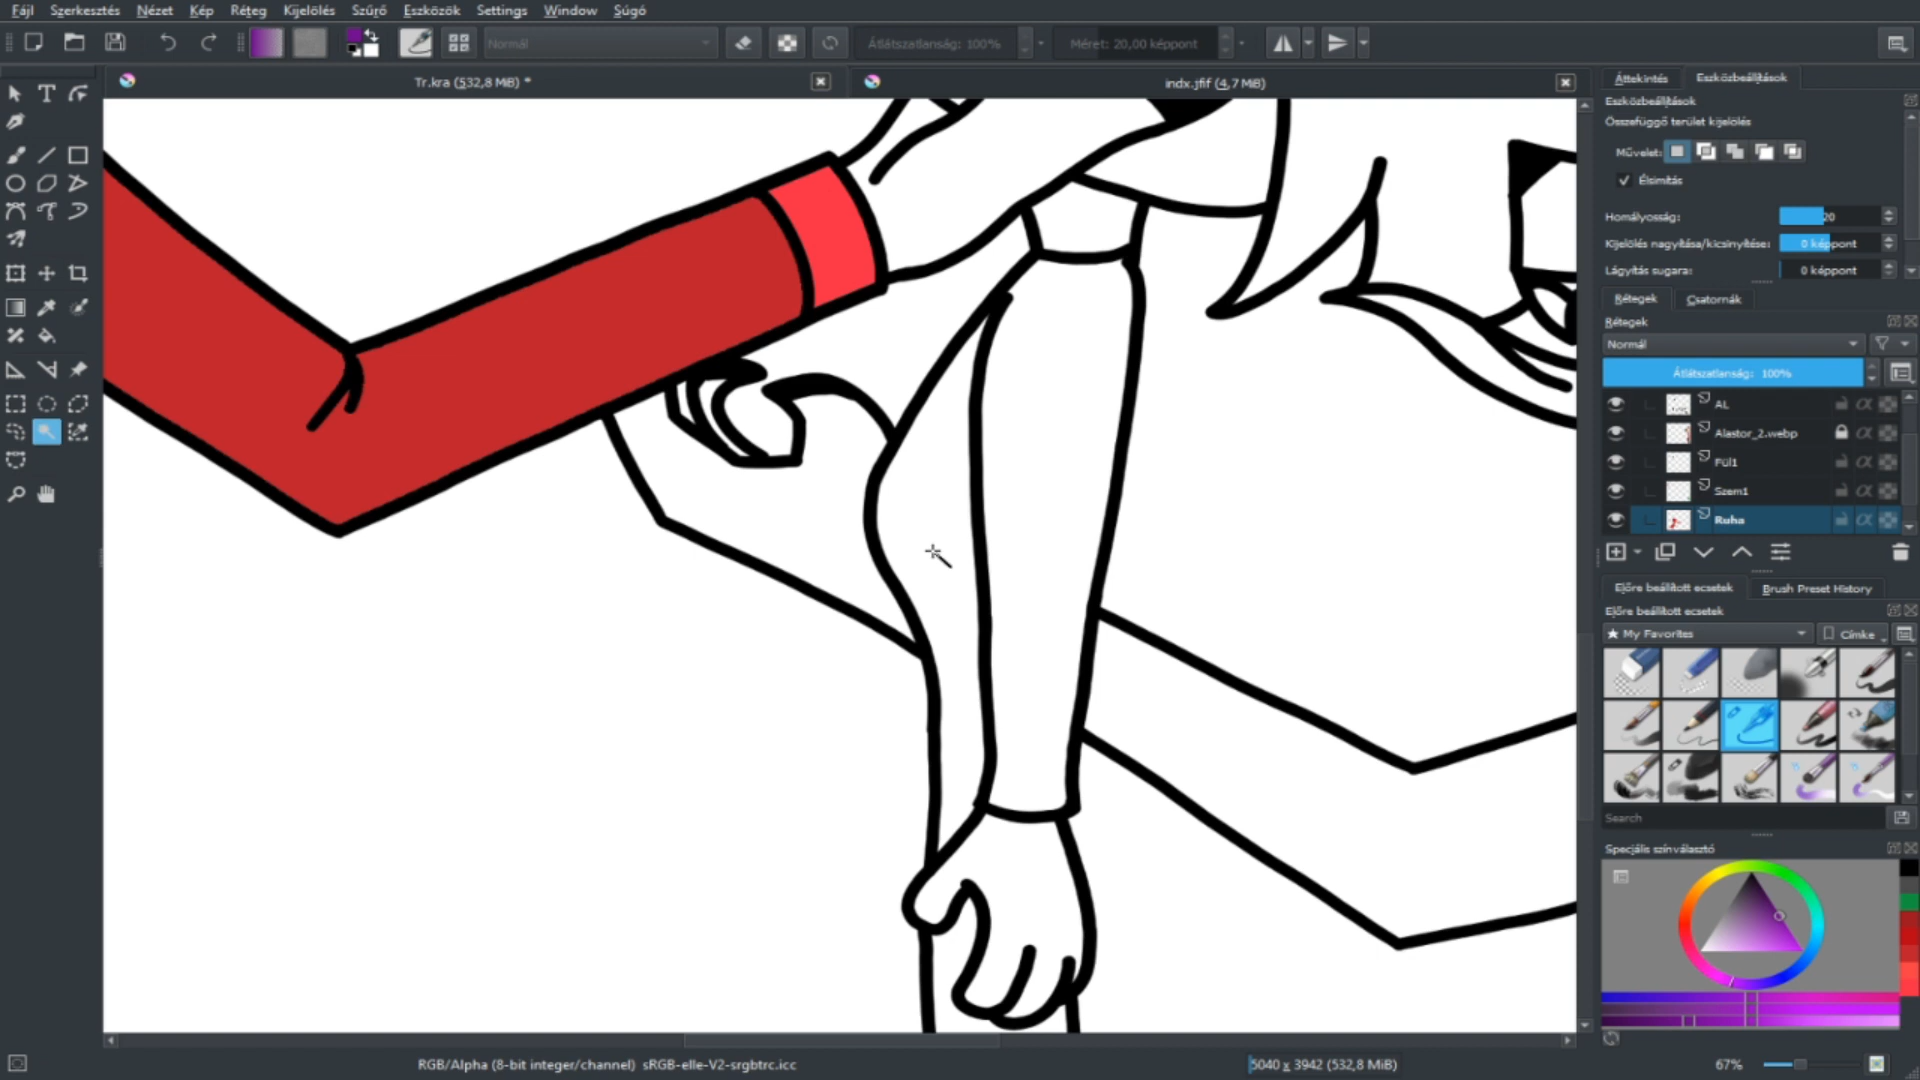 Fájl Szerkesztés Nézet Kép Réteg Kijelölés Szűrő Eszközök Settings Window Súgó
Normál
Átlátszatlanság: 100%
Méret: 20,00 képpont
Tr.kra (532,8 MiB) *
indx.jfif (4,7 MiB)
Áttekintés Eszközbeállítások
Eszközbeállítások
Összefüggő terület kijelölés
Művelet:
Élsimítás
Homályosság: 20
Kijelölés nagyítása/kicsinyítése: 0 képpont
Lágyítás sugara: 0 képpont
Rétegek Csatornák
Rétegek
Normál
Átlátszatlanság: 100%
AL
Alastor_2.webp
Fül1
Szem1
Ruha
Előre beállított ecsetek Brush Preset History
Előre beállított ecsetek
★ My Favorites Címke
Search
Speciális színválasztó
RGB/Alpha (8-bit integer/channel) sRGB-elle-V2-srgbtrc.icc
5040 x 3942 (532,8 MiB)
67%